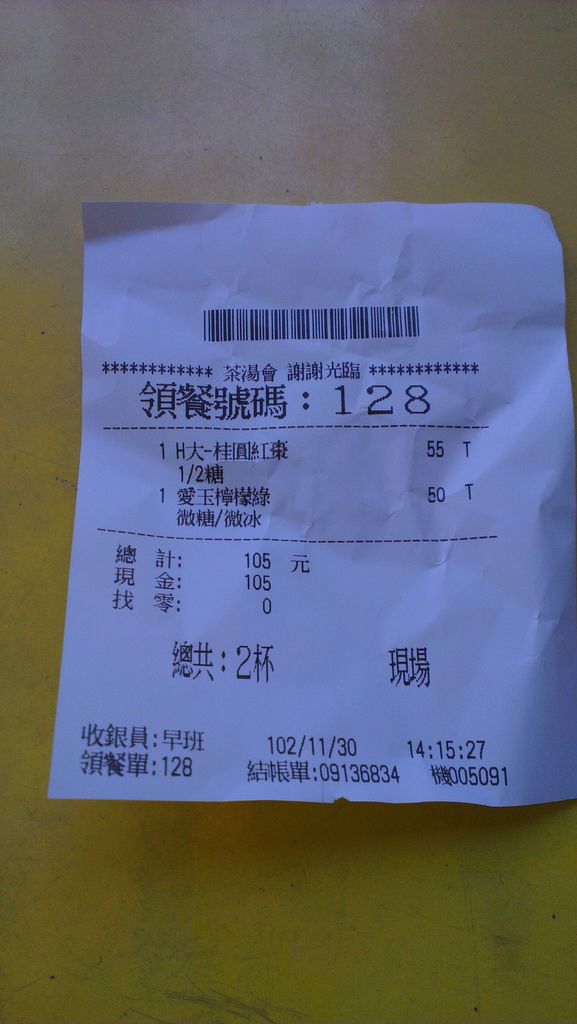 ************ 茶湯會 謝謝光臨 ************
領餐號碼：128
1 H大-桂圓紅棗 55 T
1/2糖
1 愛玉檸檬綠 50 T
微糖/微冰
總 計: 105 元
現 金: 105
找 零: 0
總共：2杯 現場
收銀員:早班 102/11/30 14:15:27
領餐單:128 結帳單:09136834 機005091